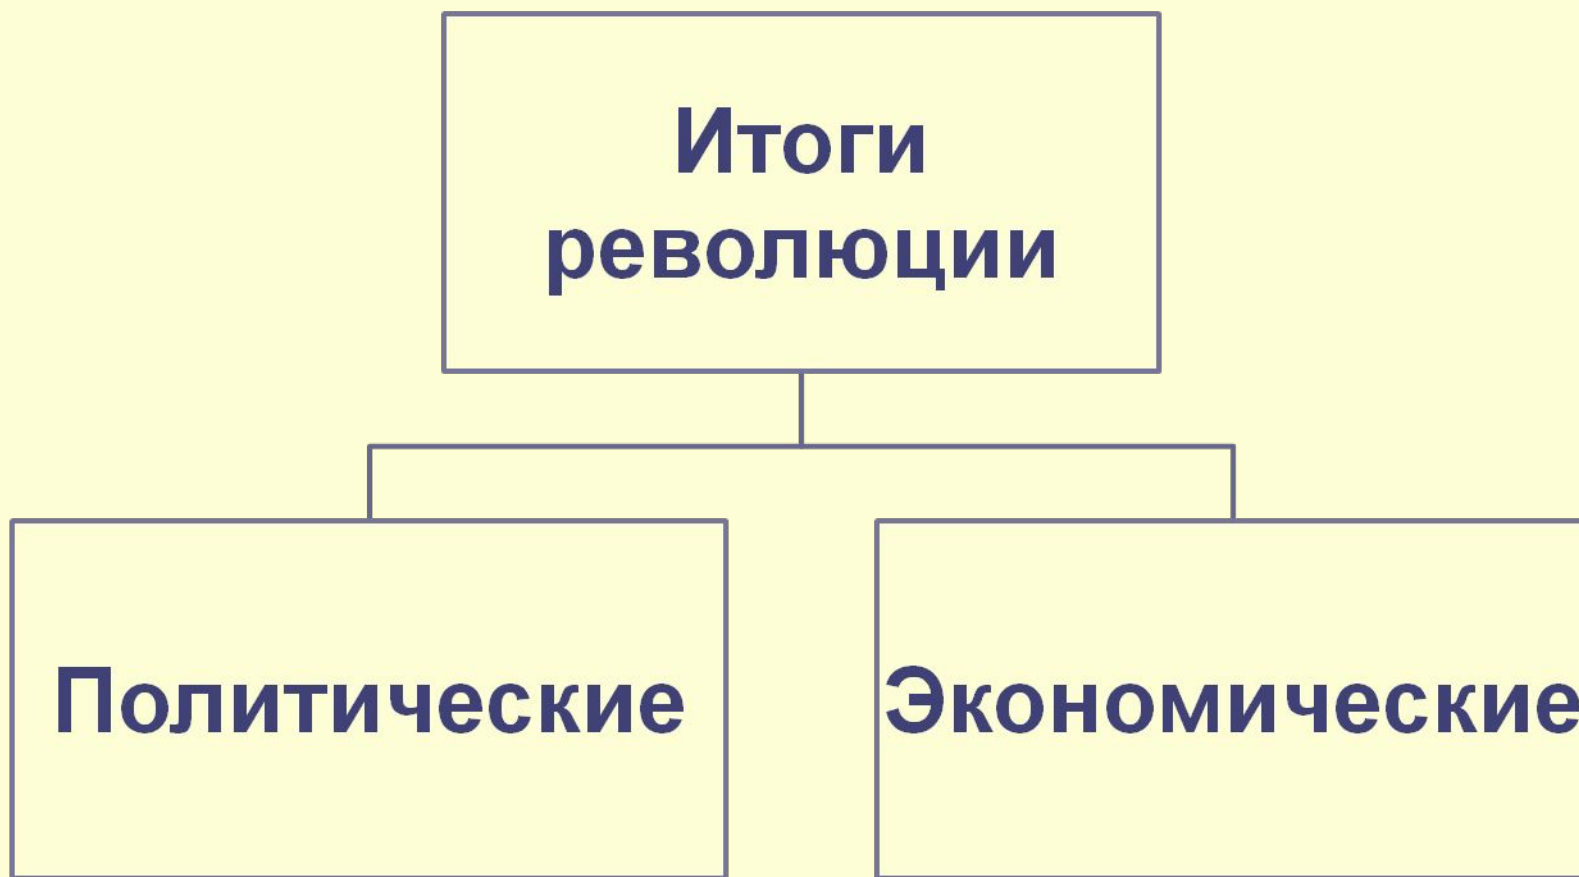 Итоги
революции
Политические
Экономические